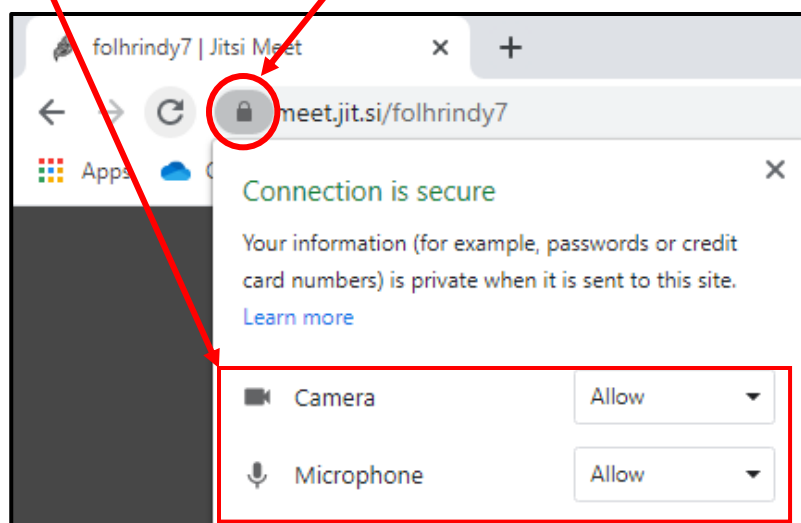 folhrindy7 | Jitsi Meet
meet.jit.si/folhrindy7
Apps
Connection is secure
Your information (for example, passwords or credit
card numbers) is private when it is sent to this site.
Learn more
Camera Allow
Microphone Allow